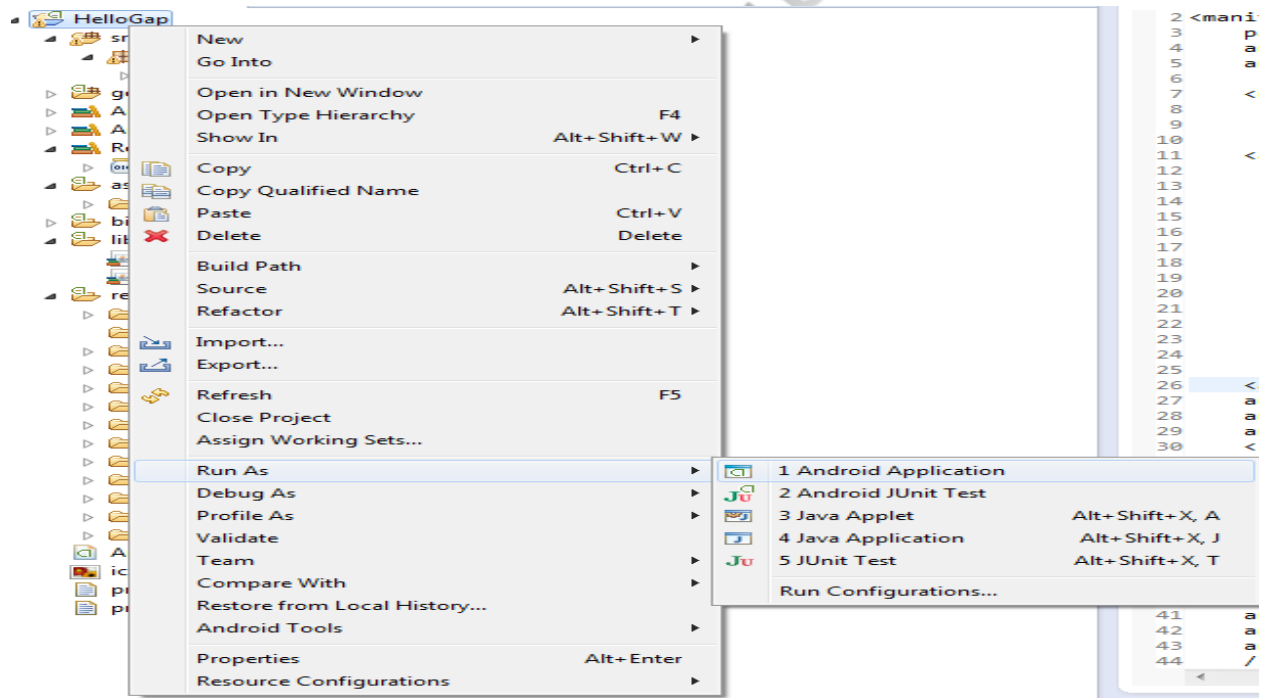 HelloGap
New
Go Into
Open in New Window
Open Type Hierarchy F4
Show In Alt+Shift+W
Copy Ctrl+C
Copy Qualified Name
Paste Ctrl+V
Delete Delete
Build Path
Source Alt+Shift+S
Refactor Alt+Shift+T
Import...
Export...
Refresh F5
Close Project
Assign Working Sets...
Run As
Debug As
Profile As
Validate
Team
Compare With
Restore from Local History...
Android Tools
Properties Alt+Enter
Resource Configurations
1 Android Application
2 Android JUnit Test
3 Java Applet Alt+Shift+X, A
4 Java Application Alt+Shift+X, J
5 JUnit Test Alt+Shift+X, T
Run Configurations...
2 <mani
3 p
4 a
5 a
6
7 <
8
9
10
11 <
12
13
14
15
16
17
18
19
20
21
22
23
24
25
26 <
27 a
28 a
29 a
30 <
41 a
42 a
43 a
44 /